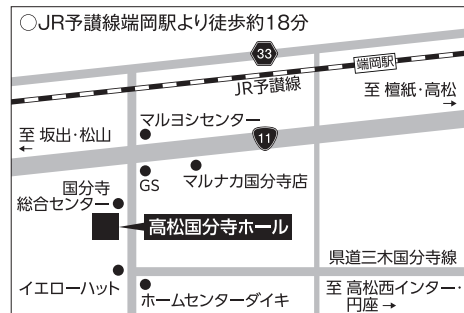 ○JR予讃線端岡駅より徒歩約18分
33
端岡駅
JR予讃線
至 檀紙・高松
→
至 坂出・松山
←
マルヨシセンター
11
GS
マルナカ国分寺店
国分寺
総合センター
高松国分寺ホール
県道三木国分寺線
イエローハット
ホームセンターダイキ
至 高松西インター・
円座 →